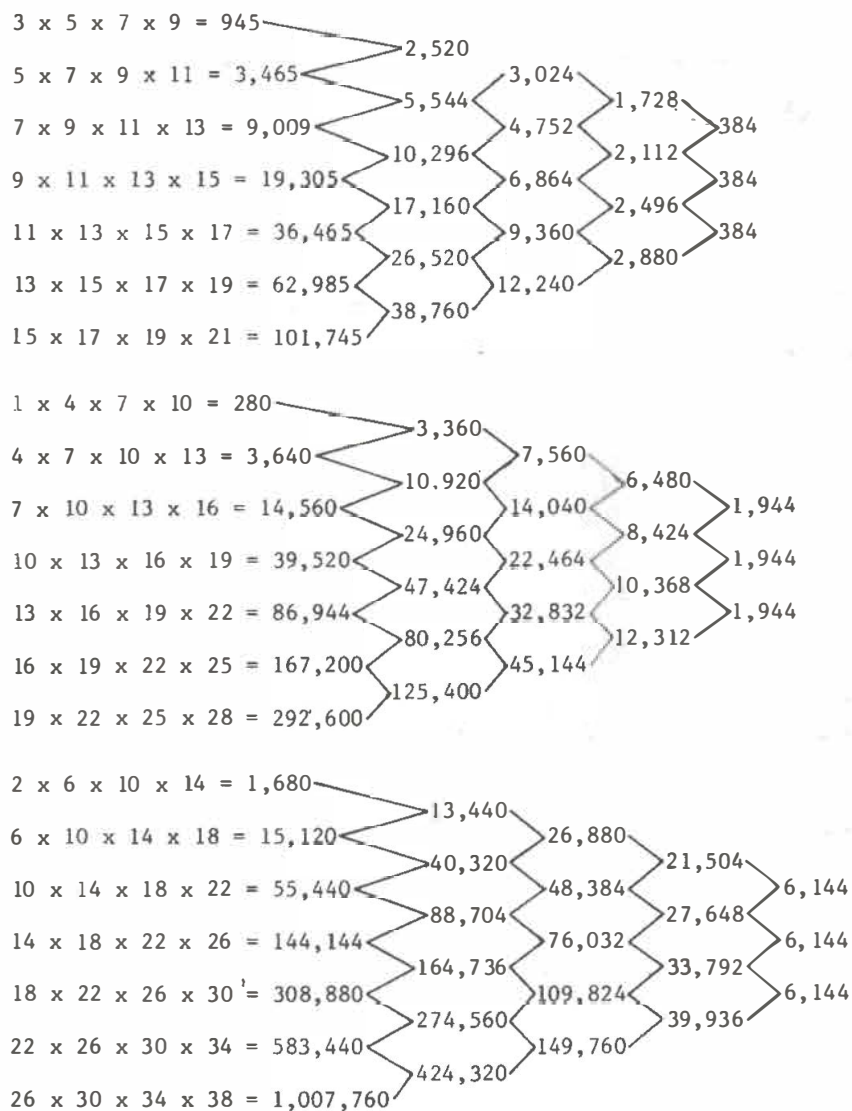 3 x 5 x 7 x 9 = 945
2,520
5 x 7 x 9 x 11 = 3,465 3,024
5,544 1,728
7 x 9 x 11 x 13 = 9,009 4,752 384
10,296 2,112
9 x 11 x 13 x 15 = 19,305 6,864 384
17,160 2,496
11 x 13 x 15 x 17 = 36,465 9,360 384
26,520 2,880
13 x 15 x 17 x 19 = 62,985 12,240
38,760
15 x 17 x 19 x 21 = 101,745
1 x 4 x 7 x 10 = 280
3,360
4 x 7 x 10 x 13 = 3,640 7,560
10.920 6,480
7 x 10 x 13 x 16 = 14,560 14,040 1,944
24,960 8,424
10 x 13 x 16 x 19 = 39,520 22,464 1,944
47,424 10,368
13 x 16 x 19 x 22 = 86,944 32,832 1,944
80,256 12,312
16 x 19 x 22 x 25 = 167,200 45,144
125,400
19 x 22 x 25 x 28 = 292,600
2 x 6 x 10 x 14 = 1,680
13,440
6 x 10 x 14 x 18 = 15,120 26,880
40,320 21,504
10 x 14 x 18 x 22 = 55,440 48,384 6,144
88,704 27,648
14 x 18 x 22 x 26 = 144,144 76,032 6,144
164,736 33,792
18 x 22 x 26 x 30 = 308,880 109,824 6,144
274,560 39,936
22 x 26 x 30 x 34 = 583,440 149,760
424,320
26 x 30 x 34 x 38 = 1,007,760